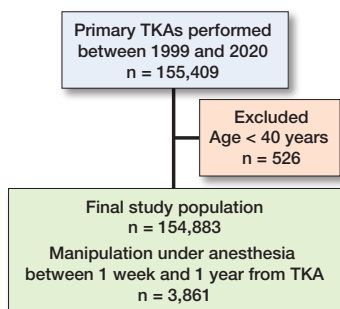 Primary TKAs performed
between 1999 and 2020
n = 155,409
Excluded
Age < 40 years
n = 526
Final study population
n = 154,883
Manipulation under anesthesia
between 1 week and 1 year from TKA
n = 3,861